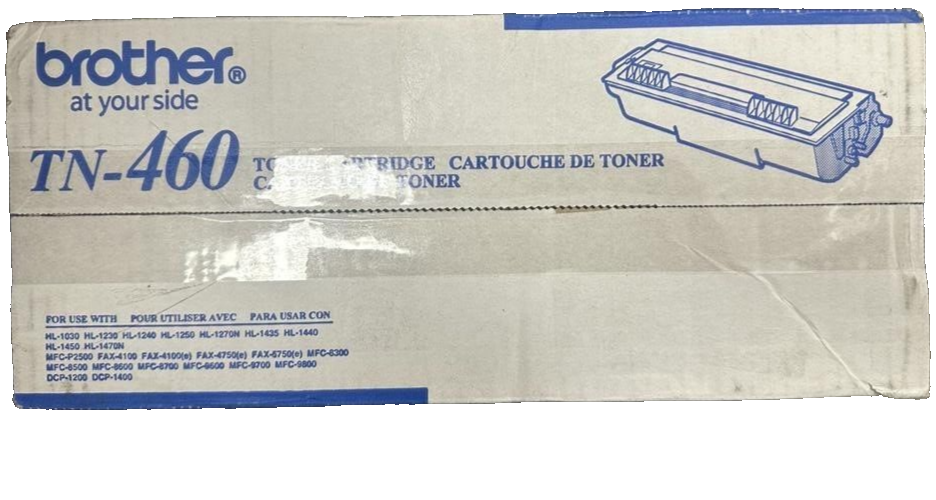 brother®
at your side
TN-460
CARTRIDGE CARTOUCHE DE TONER
TONER
FOR USE WITH POUR UTILISER AVEC PARA USAR CON
HL-1030 HL-1230 HL-1240 HL-1250 HL-1270N HL-1435 HL-1440
HL-1450 HL-1470N
MFC-P2500 FAX-4100 FAX-4100(e) FAX-4750(e) FAX-5750(e) MFC-8300
MFC-8500 MFC-8600 MFC-8700 MFC-9600 MFC-9700 MFC-9800
DCP-1200 DCP-1400